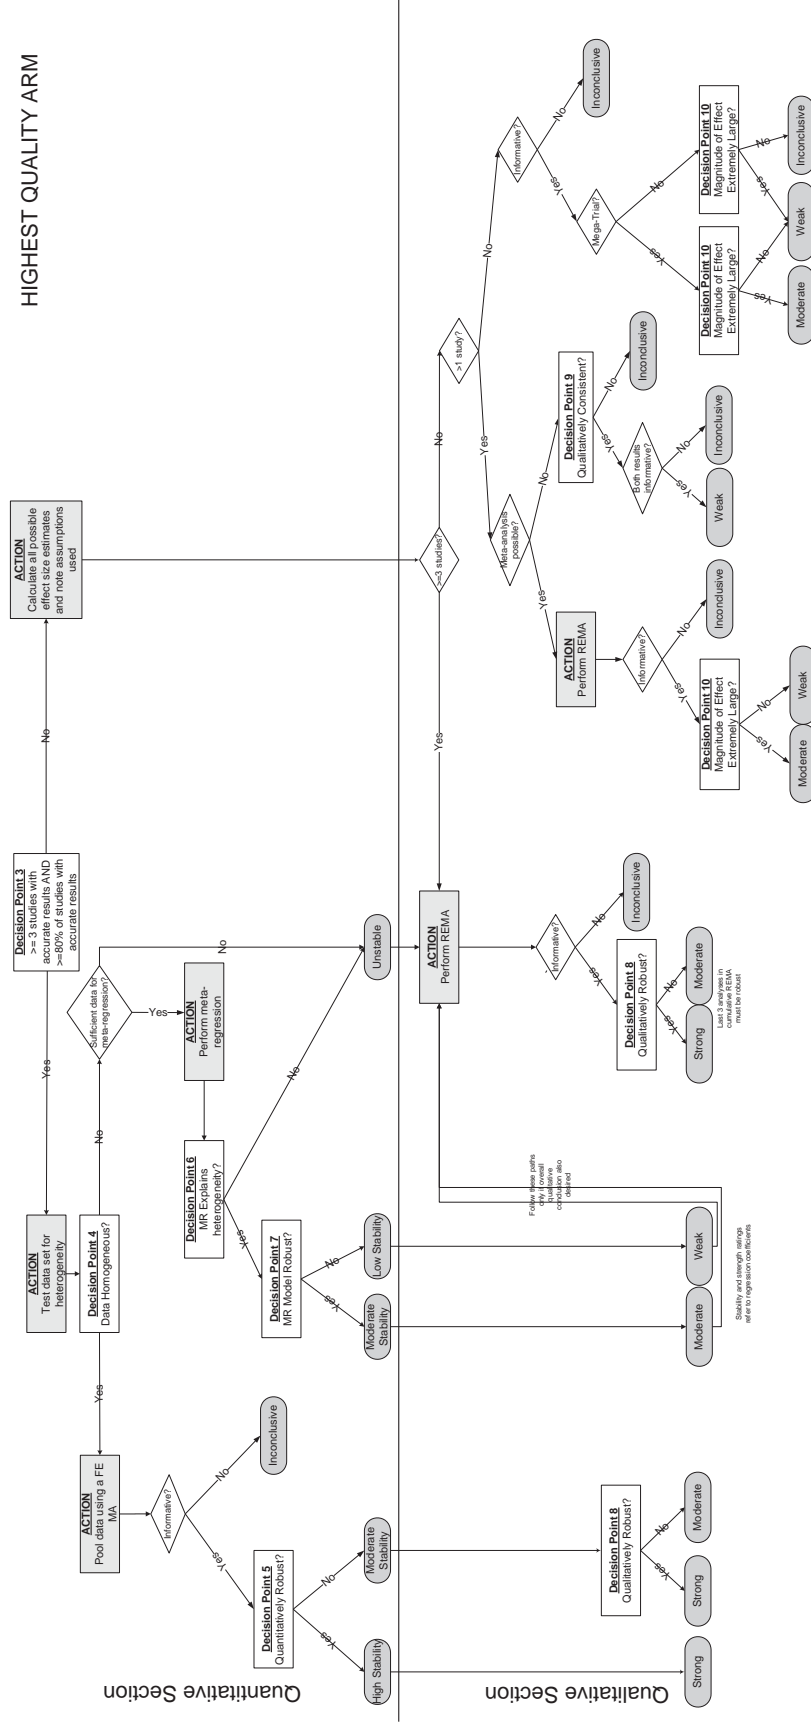 HIGHEST QUALITY ARM
Decision Point 3
>= 3 studies with
accurate results AND
>=80% of studies with
accurate results
Yes
No
ACTION
Test data set for
heterogeneity
ACTION
Calculate all possible
effect size estimates
and note assumptions
used
Decision Point 4
Data Homogeneous?
Yes
No
ACTION
Pool data using a FE
MA
Sufficient data for
meta-regression?
Yes
No
Informative?
Yes
No
ACTION
Perform meta-
regression
Decision Point 6
MR Explains
heterogeneity?
Yes
No
Decision Point 5
Quantitatively Robust?
Yes
No
Inconclusive
Decision Point 7
MR Model Robust?
Yes
No
High Stability
Moderate
Stability
Moderate
Stability
Low Stability
Unstable
Quantitative Section
Qualitative Section
>=3 studies?
Yes
No
ACTION
Perform REMA
>1 study?
Yes
No
Meta-analysis
possible?
Yes
No
Informative?
Yes
No
Inconclusive
Follow these paths
only if overall
qualitative
conclusion also
desired
Informative?
Yes
No
Inconclusive
ACTION
Perform REMA
Decision Point 9
Qualitatively Consistent?
Yes
No
Inconclusive
Mega-Trial?
Yes
No
Decision Point 8
Qualitatively Robust?
Yes
No
Decision Point 8
Qualitatively Robust?
Yes
No
Informative?
Yes
No
Inconclusive
Both results
informative?
Yes
No
Weak
Inconclusive
Strong
Strong
Moderate
Moderate
Weak
Strong
Moderate
Last 3 analyses in
cumulative REMA
must be robust
Stability and strength ratings
refer to regression coefficients
Decision Point 10
Magnitude of Effect
Extremely Large?
Yes
No
Moderate
Weak
Decision Point 10
Magnitude of Effect
Extremely Large?
Yes
No
Decision Point 10
Magnitude of Effect
Extremely Large?
Yes
No
Moderate
Weak
Inconclusive